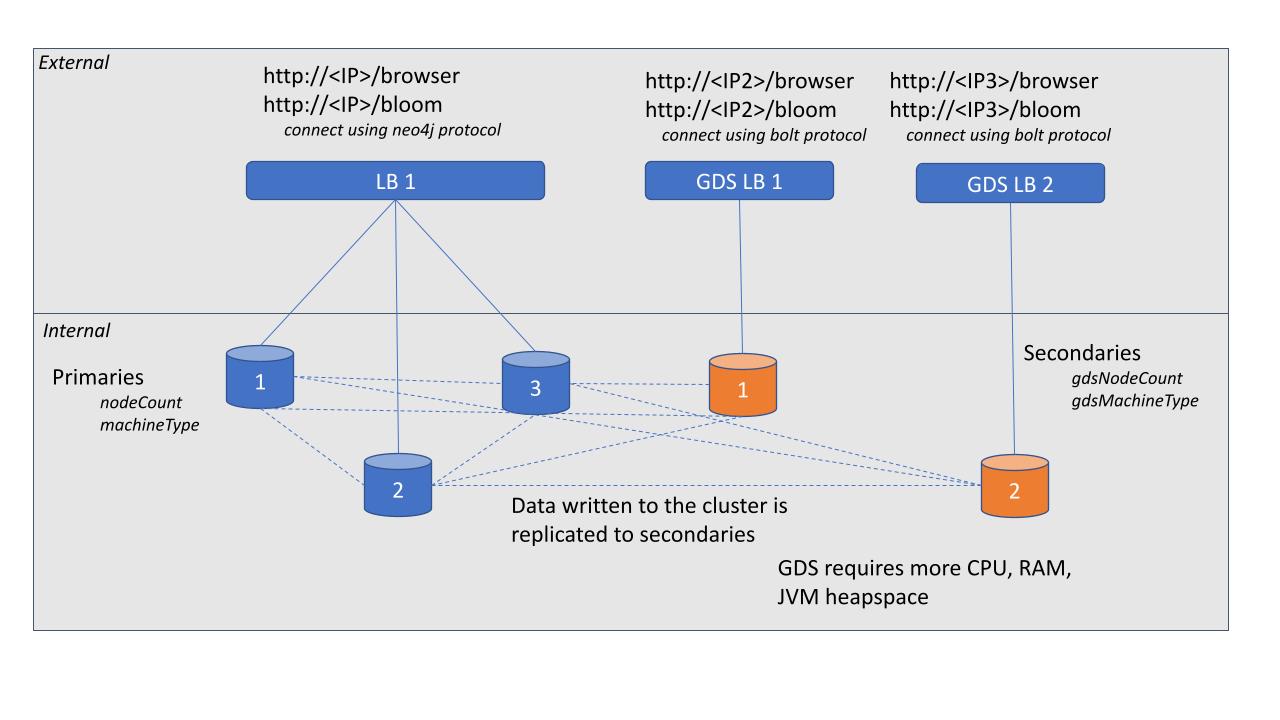 External
http://<IP>/browser
http://<IP>/bloom
connect using neo4j protocol
http://<IP2>/browser
http://<IP2>/bloom
connect using bolt protocol
http://<IP3>/browser
http://<IP3>/bloom
connect using bolt protocol
LB 1
GDS LB 1
GDS LB 2
Internal
Primaries
nodeCount
machineType
1
3
1
Secondaries
gdsNodeCount
gdsMachineType
2
2
Data written to the cluster is
replicated to secondaries
GDS requires more CPU, RAM,
JVM heapspace